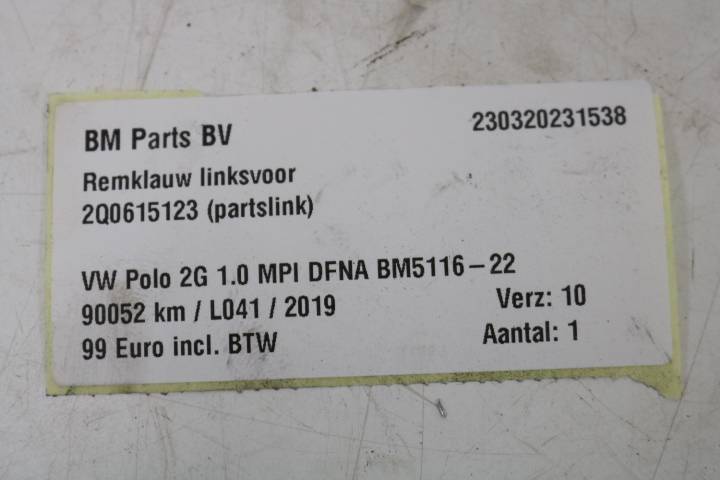 BM Parts BV
230320231538
Remklauw linksvoor
2Q0615123 (partslink)
VW Polo 2G 1.0 MPI DFNA BM5116-22
90052 km / L041 / 2019
Verz: 10
99 Euro incl. BTW
Aantal: 1